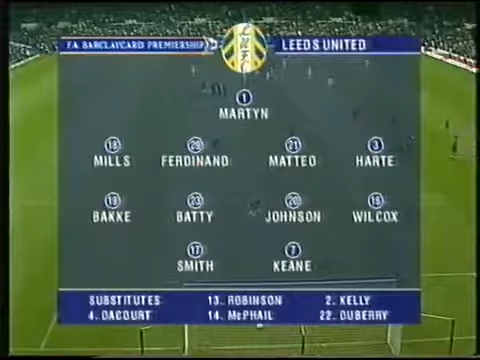 F.A. BARCLAYCARD PREMIERSHIP
LEEDS UNITED
1
MARTYN
18 29 21 3
MILLS FERDINAND MATTEO HARTE
19 23 20 16
BAKKE BATTY JOHNSON WILCOX
17 7
SMITH KEANE
SUBSTITUTES 13. ROBINSON 2. KELLY
4. DACOURT 14. McPHAIL 22. DUBERRY